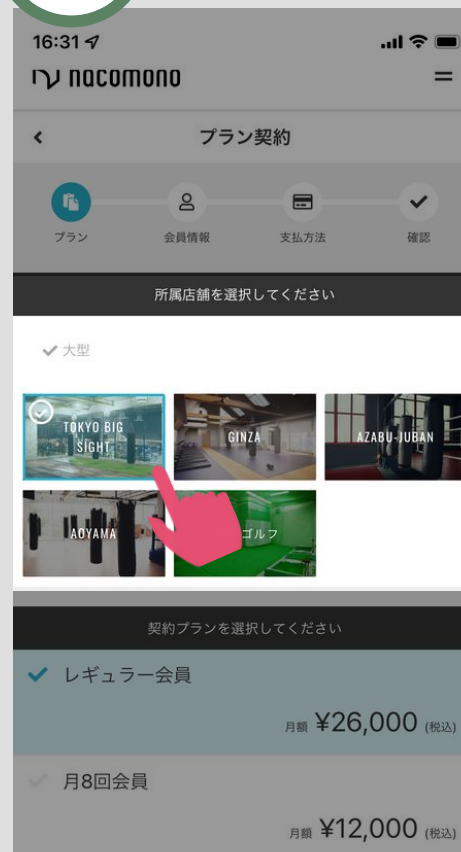 16:31
nacomono
プラン契約
プラン
会員情報
支払方法
確認
所属店舗を選択してください
大型
TOKYO BIG
SIGHT
GINZA
AZABU-JUBAN
AOYAMA
ゴルフ
契約プランを選択してください
レギュラー会員
月額 ¥26,000 (税込)
月8回会員
月額 ¥12,000 (税込)